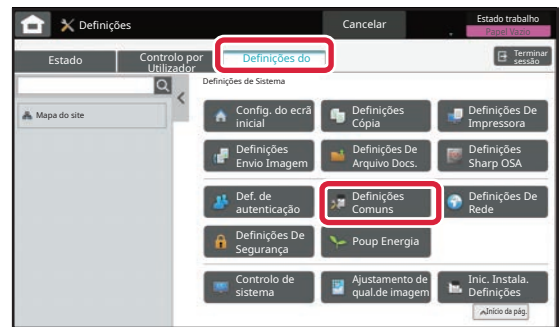 Definições
Cancelar
Estado trabalho
Papel Vazio
Estado
Controlo por
Utilizador
Definições do
Terminar
sessão
Definições de Sistema
Mapa do site
Config. do ecrã
inicial
Definições
Cópia
Definições De
Impressora
Definições
Envio Imagem
Definições De
Arquivo Docs.
Definições
Sharp OSA
Def. de
autenticação
Definições
Comuns
Definições De
Rede
Definições De
Segurança
Poup Energia
Controlo de
sistema
Ajustamento de
qual.de imagem
Inic. Instala.
Definições
Início da pág.